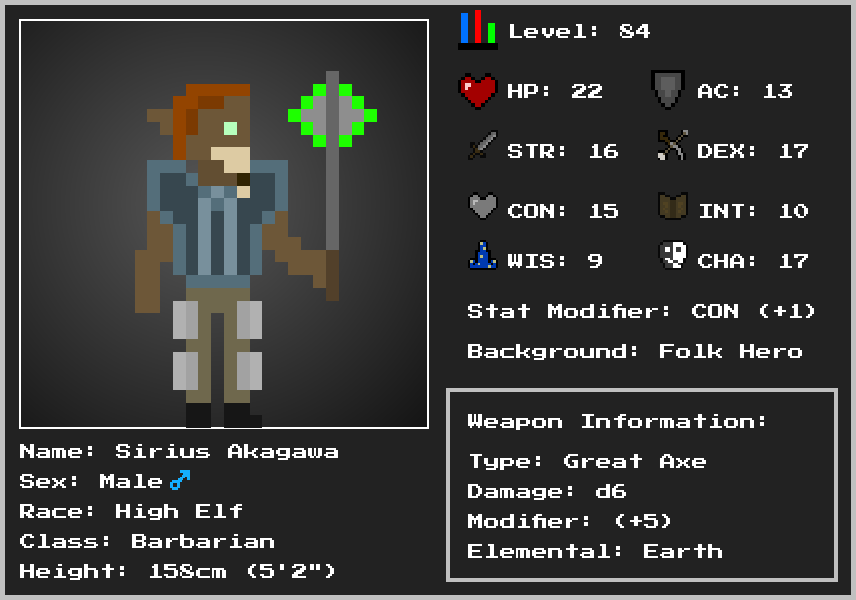 Level: 84
HP: 22 AC: 13
STR: 16 DEX: 17
CON: 15 INT: 10
WIS: 9 CHA: 17
Stat Modifier: CON (+1)
Background: Folk Hero
Weapon Information:
Type: Great Axe
Damage: d6
Modifier: (+5)
Elemental: Earth
Name: Sirius Akagawa
Sex: Male ♂
Race: High Elf
Class: Barbarian
Height: 158cm (5'2")